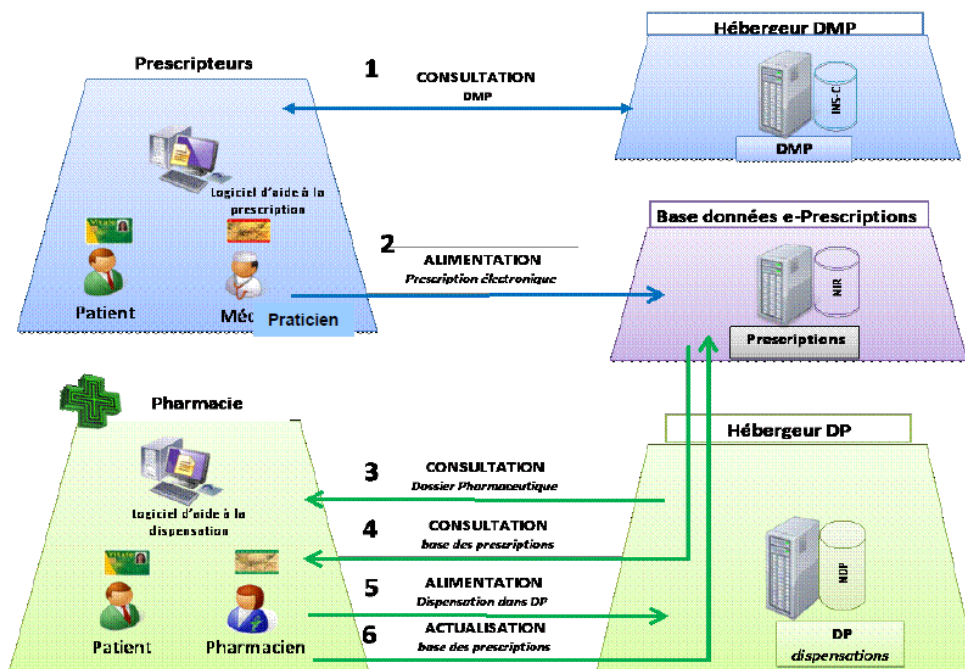 Hébergeur DMP
INS-C
DMP
Prescripteurs
1
CONSULTATION
DMP
Logiciel d'aide à la
prescription
Patient
Méd
Praticien
2
ALIMENTATION
Prescription électronique
Base données e-Prescriptions
NIR
Prescriptions
Pharmacie
Logiciel d'aide à la
dispensation
Patient
Pharmacien
3
CONSULTATION
Dossier Pharmaceutique
4
CONSULTATION
base des prescriptions
5
ALIMENTATION
Dispensation dans DP
6
ACTUALISATION
base des prescriptions
Hébergeur DP
NDP
DP
dispensations